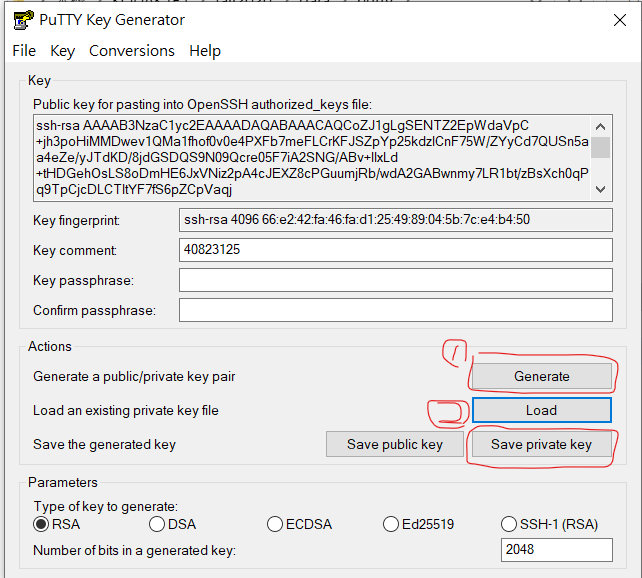 PuTTY Key Generator
File Key Conversions Help
Key
Public key for pasting into OpenSSH authorized_keys file:
ssh-rsa AAAAB3NzaC1yc2EAAAADAQABAAACAQCoZJ1gLgSENTZ2EpWdaVpC
+jh3poHiMMDwev1QMa1fhof0v0e4PXFb7meFLCrKFJSZpYp25kdzICnF75W/ZYyCd7QUSn5a
a4eZe/yJTdKD/8jdGSDQS9N09Qcre05F7iA2SNG/ABv+IlxLd
+tHDGehOsLS8oDmHE6JxVNiz2pA4cJEXZ8cPGuumjRb/wdA2GABwnmy7LR1bt/zBsXch0qP
q9TpCjcDLCTltYF7fS6pZCpVaqj
Key fingerprint: ssh-rsa 4096 66:e2:42:fa:46:fa:d1:25:49:89:04:5b:7c:e4:b4:50
Key comment: 40823125
Key passphrase:
Confirm passphrase:
Actions
1
Generate a public/private key pair Generate
Load an existing private key file Load
Save the generated key Save public key Save private key
Parameters
Type of key to generate:
RSA DSA ECDSA Ed25519 SSH-1 (RSA)
Number of bits in a generated key: 2048